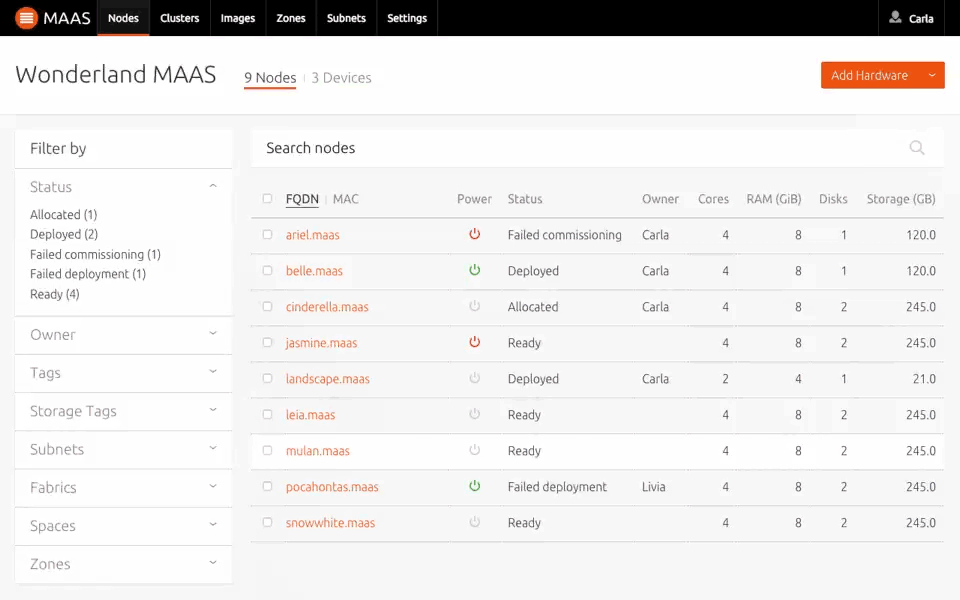 MAAS Nodes Clusters Images Zones Subnets Settings Carla
Wonderland MAAS 9 Nodes 3 Devices Add Hardware
Filter by
Status
Allocated (1)
Deployed (2)
Failed commissioning (1)
Failed deployment (1)
Ready (4)
Owner
Tags
Storage Tags
Subnets
Fabrics
Spaces
Zones
Search nodes
FQDN | MAC Power Status Owner Cores RAM (GiB) Disks Storage (GB)
ariel.maas Failed commissioning Carla 4 8 1 120.0
belle.maas Deployed Carla 4 8 1 120.0
cinderella.maas Allocated Carla 4 8 2 245.0
jasmine.maas Ready 4 8 2 245.0
landscape.maas Deployed Carla 2 4 1 21.0
leia.maas Ready 4 8 2 245.0
mulan.maas Ready 4 8 2 245.0
pocahontas.maas Failed deployment Livia 4 8 2 245.0
snowwhite.maas Ready 4 8 2 245.0